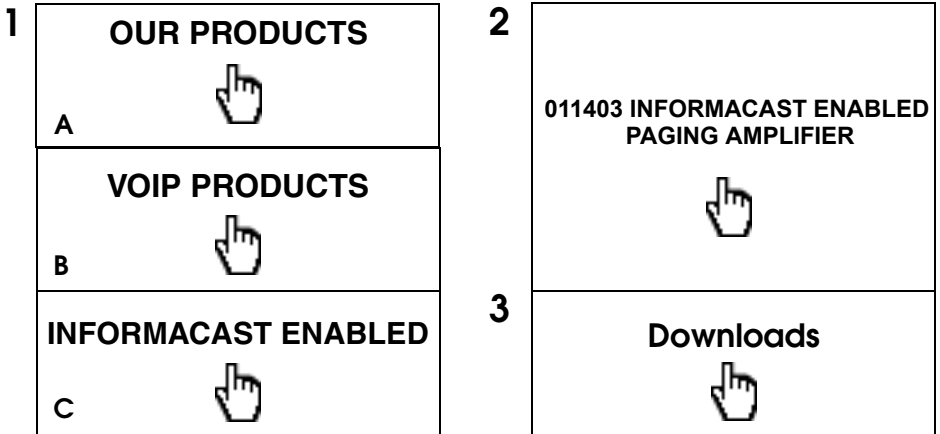 1
OUR PRODUCTS
A
VOIP PRODUCTS
B
INFORMACAST ENABLED
C
2
011403 INFORMACAST ENABLED
PAGING AMPLIFIER
3
Downloads